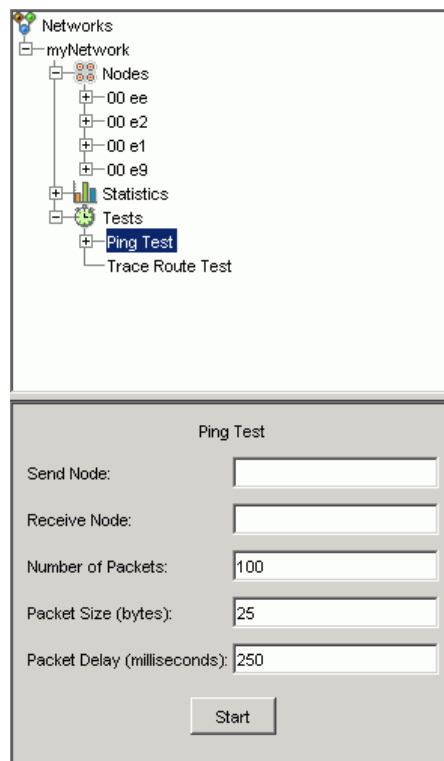 Networks
myNetwork
Nodes
00 ee
00 e2
00 e1
00 e9
Statistics
Tests
Ping Test
Trace Route Test
Ping Test
Send Node:
Receive Node:
Number of Packets: 100
Packet Size (bytes): 25
Packet Delay (milliseconds): 250
Start